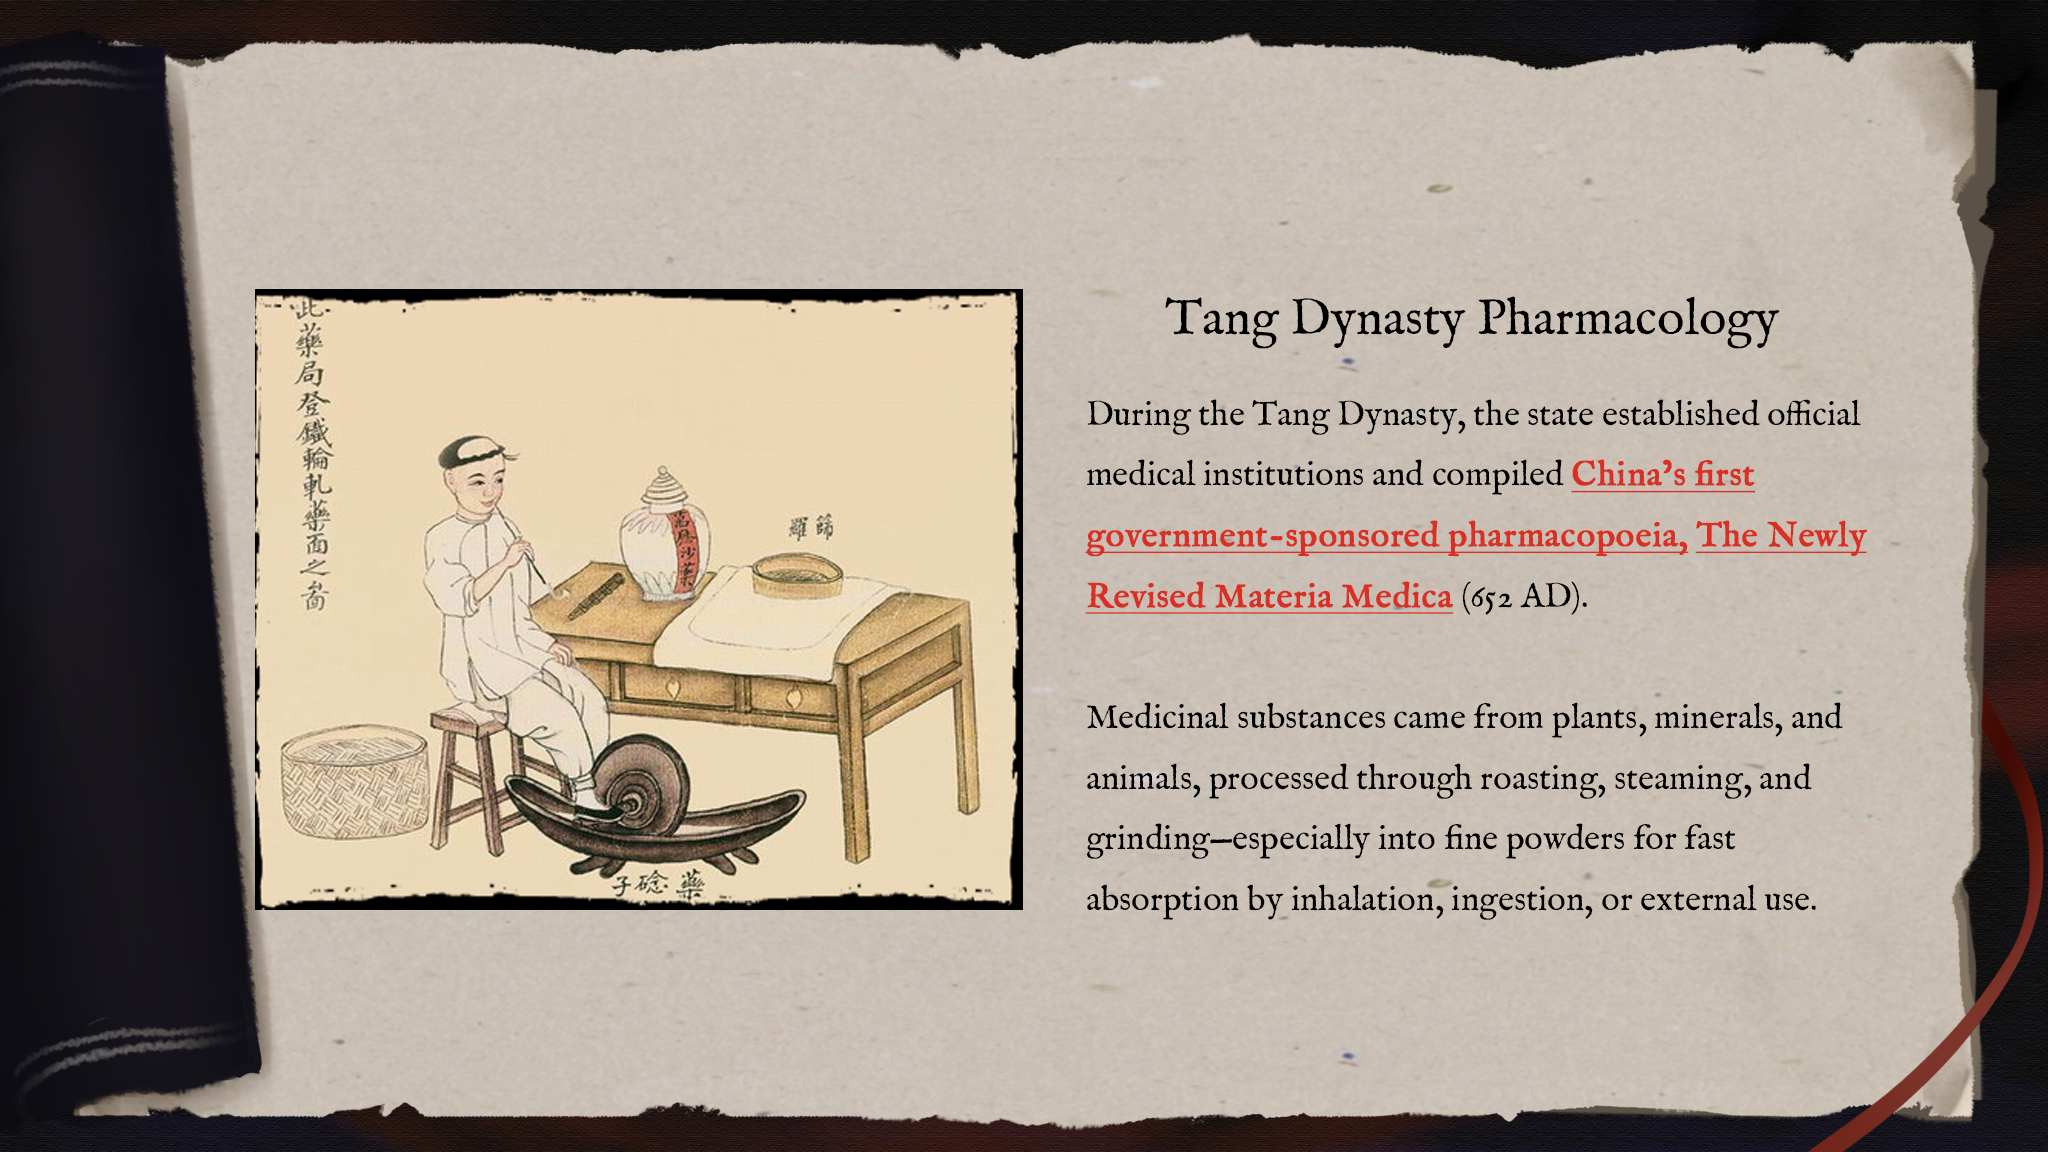 此藥局登鐵輪軋藥面之啚
羅篩
藥碾子
Tang Dynasty Pharmacology
During the Tang Dynasty, the state established official
medical institutions and compiled China's first
government-sponsored pharmacopoeia, The Newly
Revised Materia Medica (652 AD).
Medicinal substances came from plants, minerals, and
animals, processed through roasting, steaming, and
grinding—especially into fine powders for fast
absorption by inhalation, ingestion, or external use.